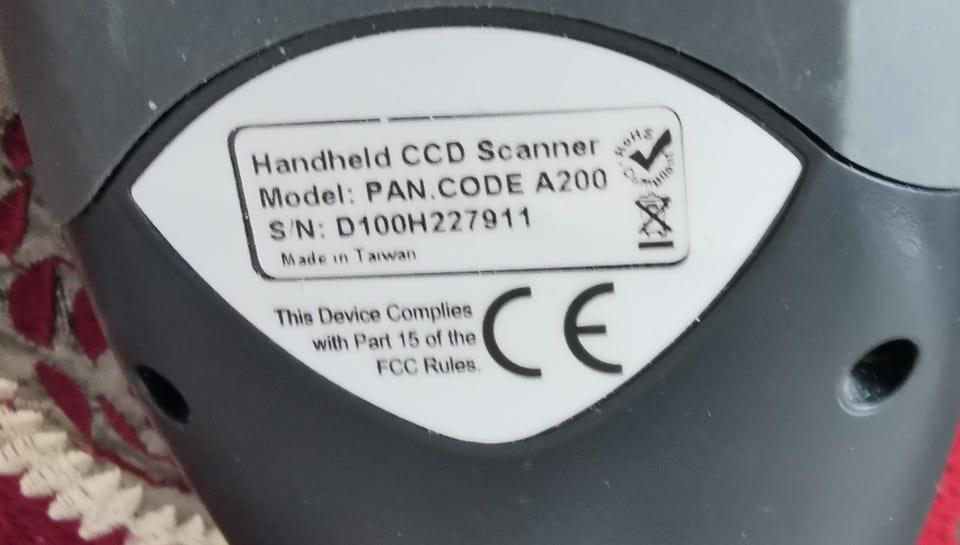 Handheld CCD Scanner
Model: PAN.CODE A200
S/N: D100H227911
Made in Taiwan
RoHS
Compliant
This Device Complies
with Part 15 of the
FCC Rules.
CE